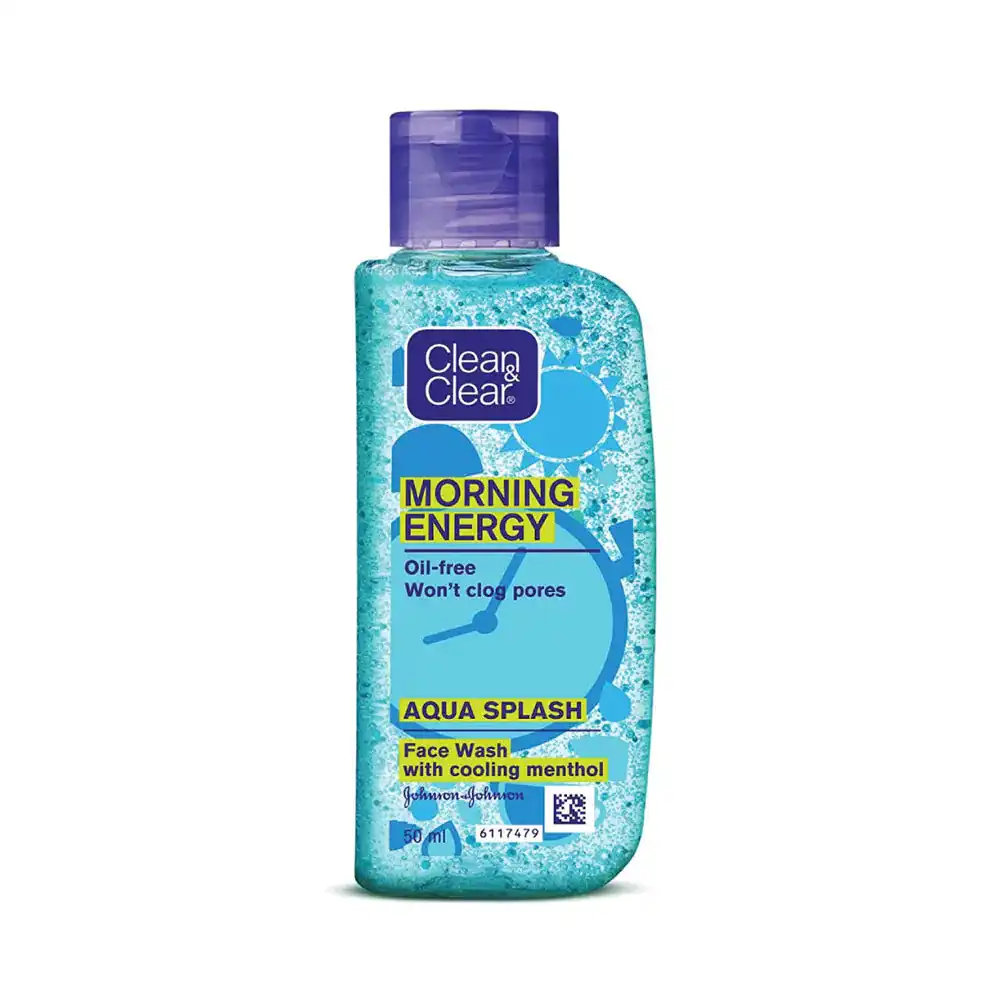 Clean
&
Clear®
MORNING
ENERGY
Oil-free
Won't clog pores
AQUA SPLASH
Face Wash
with cooling menthol
Johnson & Johnson
50 ml
6117479